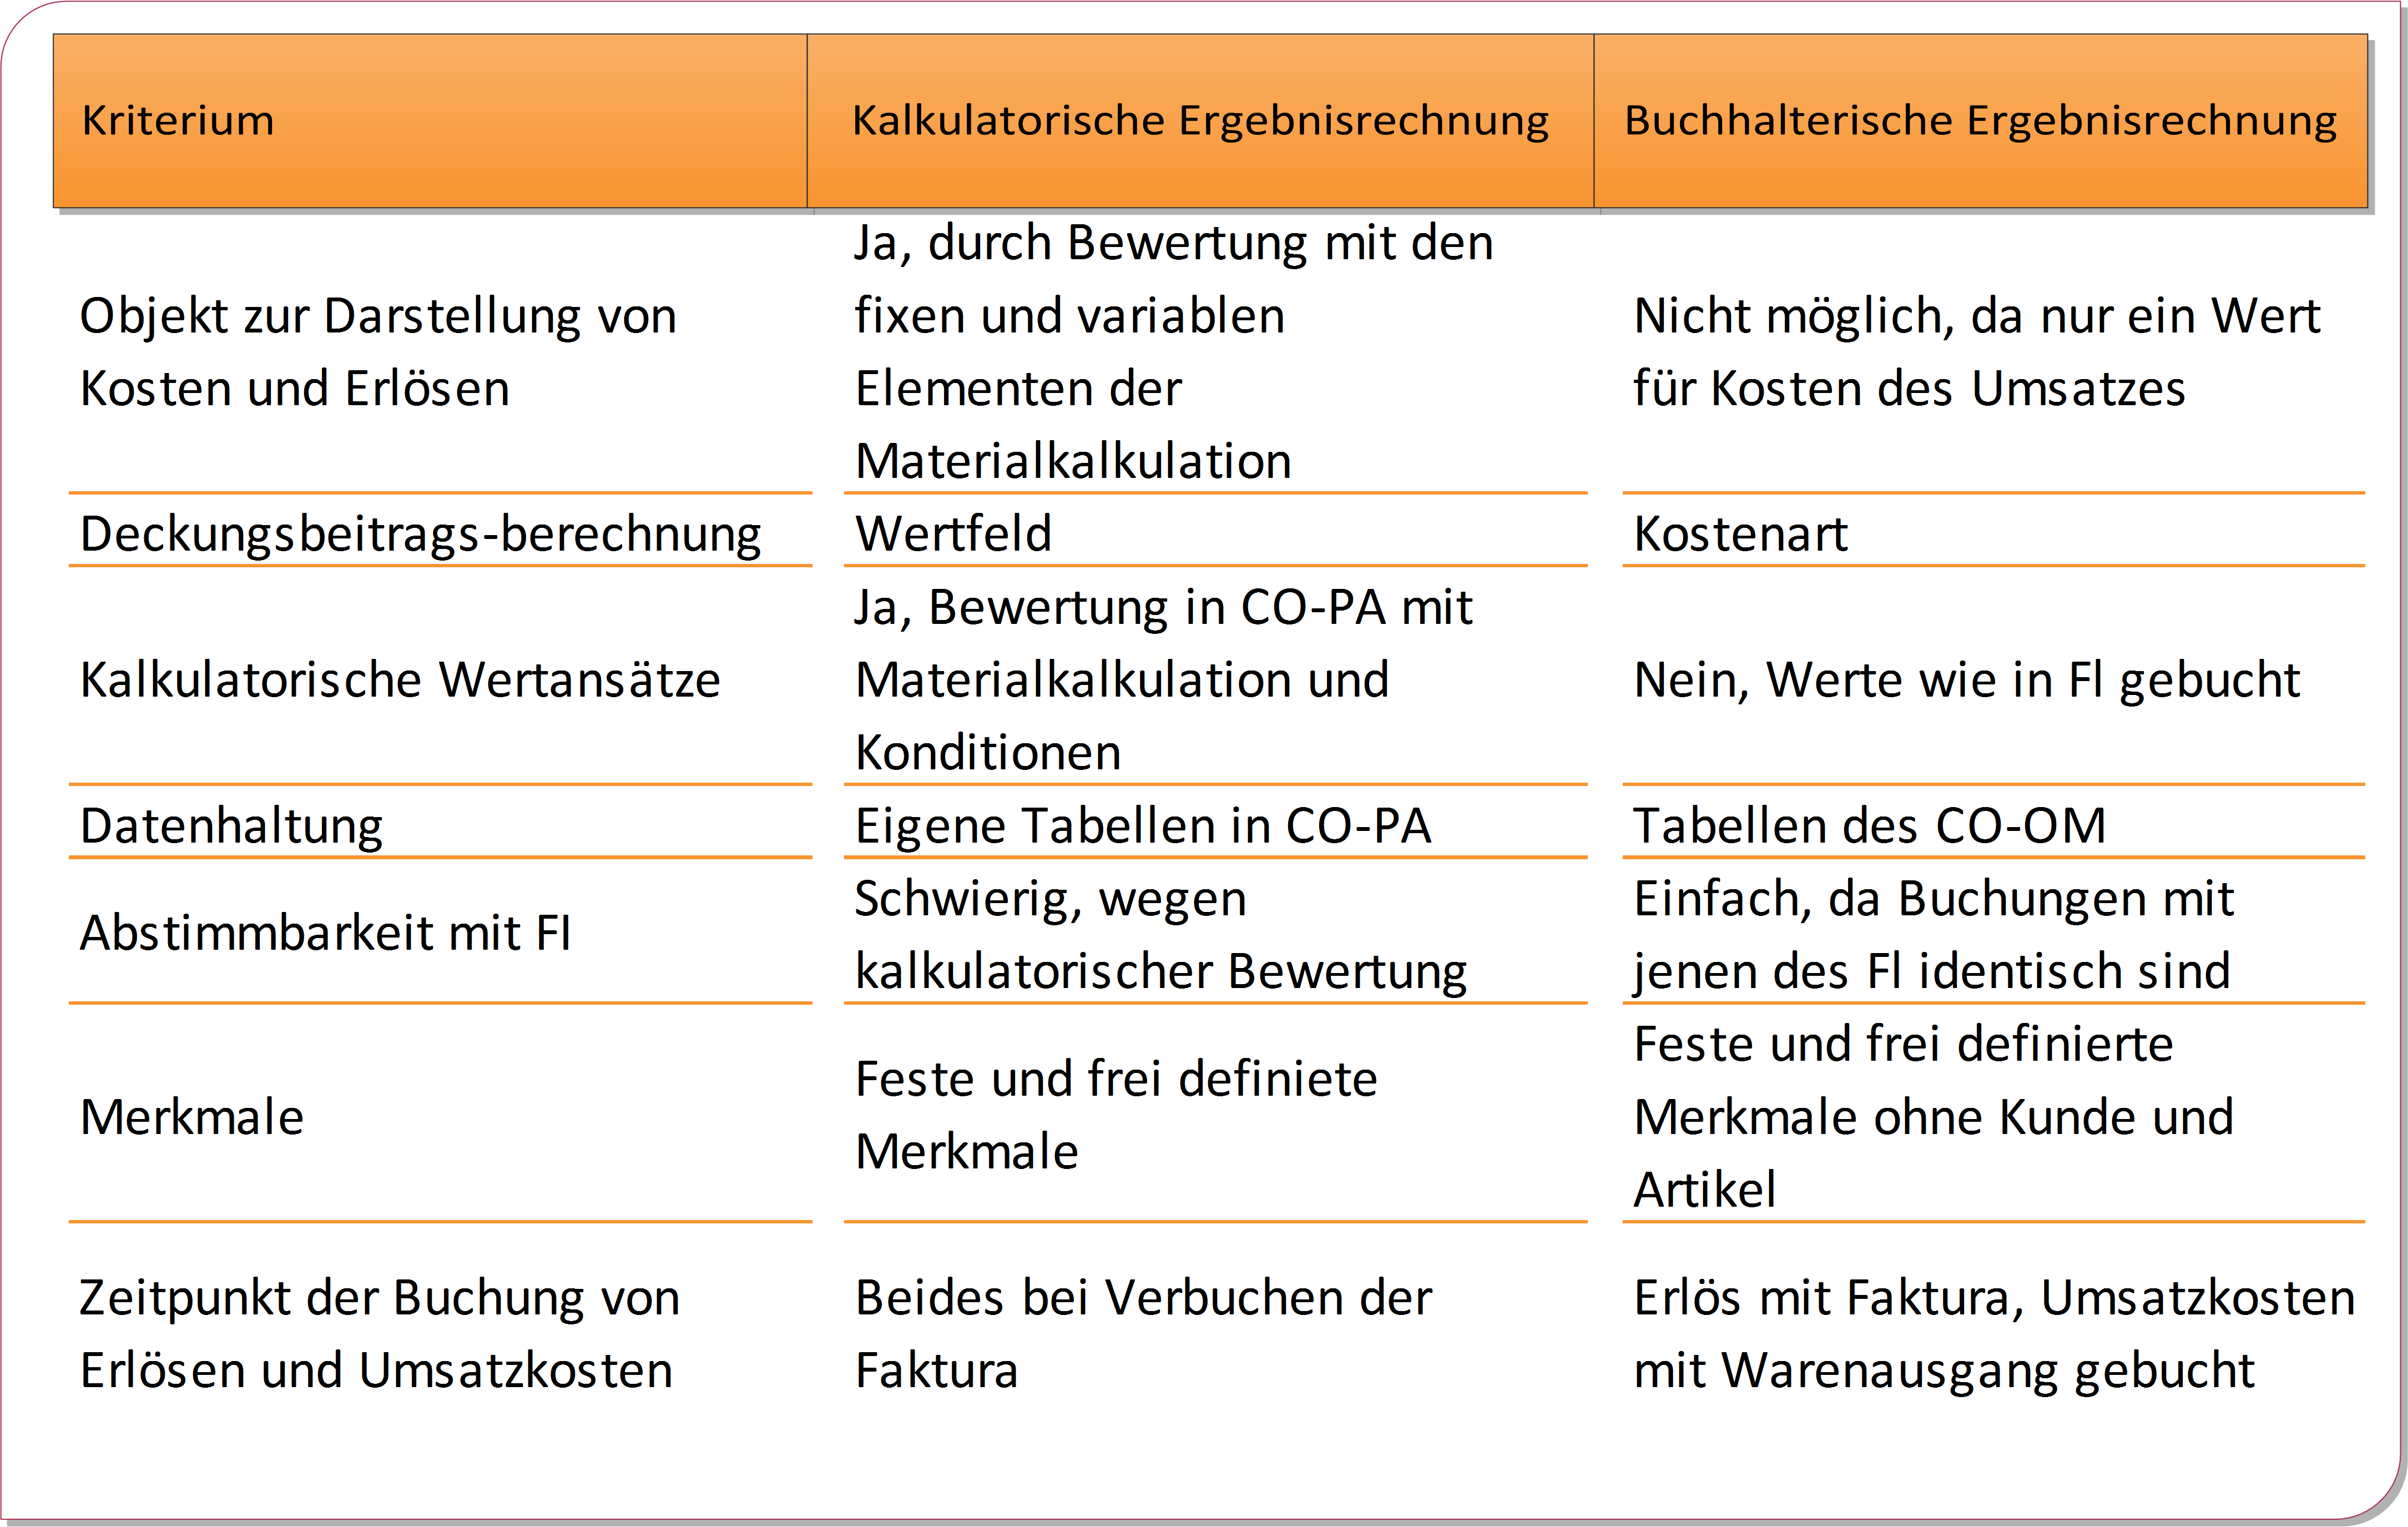 Kriterium
Kalkulatorische Ergebnisrechnung
Buchhalterische Ergebnisrechnung
Objekt zur Darstellung von
Kosten und Erlösen
Ja, durch Bewertung mit den
fixen und variablen
Elementen der
Materialkalkulation
Nicht möglich, da nur ein Wert
für Kosten des Umsatzes
Deckungsbeitrags-berechnung
Wertfeld
Kostenart
Kalkulatorische Wertansätze
Ja, Bewertung in CO-PA mit
Materialkalkulation und
Konditionen
Nein, Werte wie in Fl gebucht
Datenhaltung
Eigene Tabellen in CO-PA
Tabellen des CO-OM
Abstimmbarkeit mit FI
Schwierig, wegen
kalkulatorischer Bewertung
Einfach, da Buchungen mit
jenen des Fl identisch sind
Merkmale
Feste und frei definiete
Merkmale
Feste und frei definierte
Merkmale ohne Kunde und
Artikel
Zeitpunkt der Buchung von
Erlösen und Umsatzkosten
Beides bei Verbuchen der
Faktura
Erlös mit Faktura, Umsatzkosten
mit Warenausgang gebucht